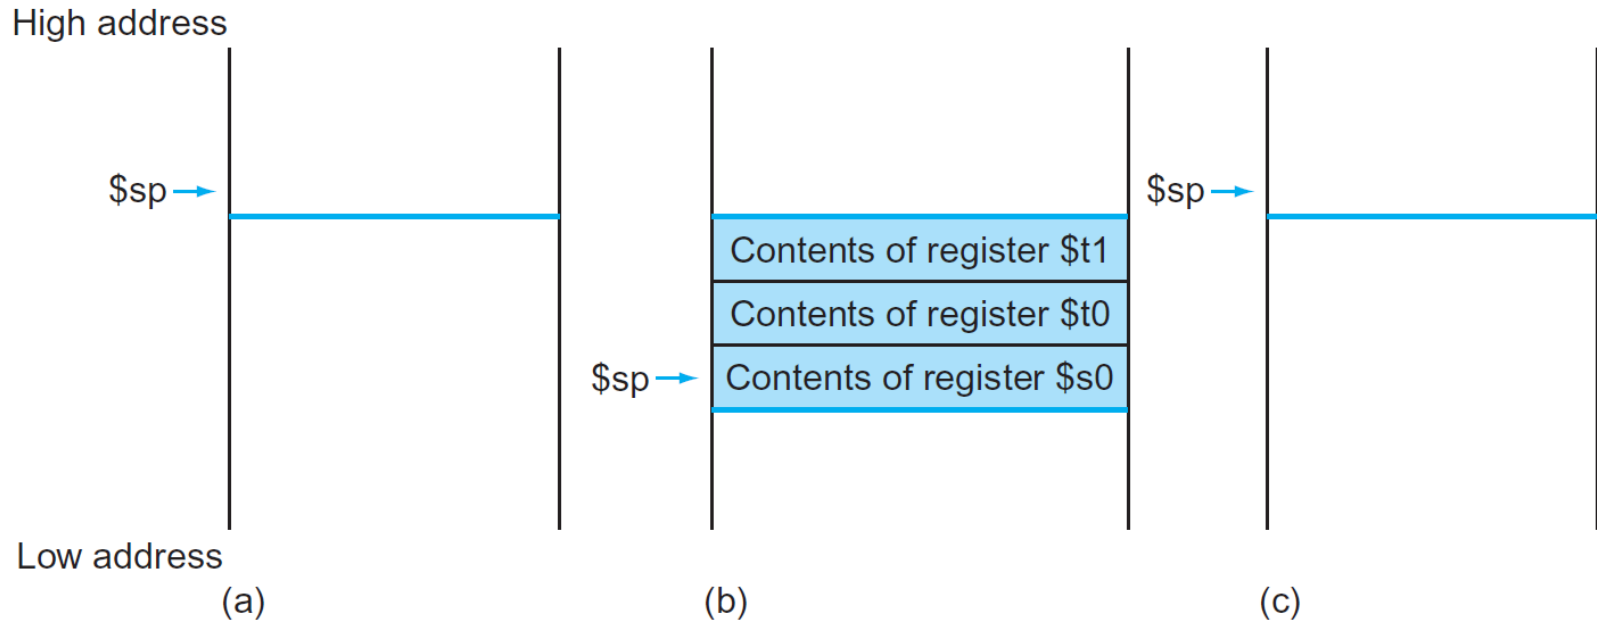 High address
$sp
$sp
Contents of register $t1
Contents of register $t0
$sp
Contents of register $s0
Low address
(a)
(b)
(c)